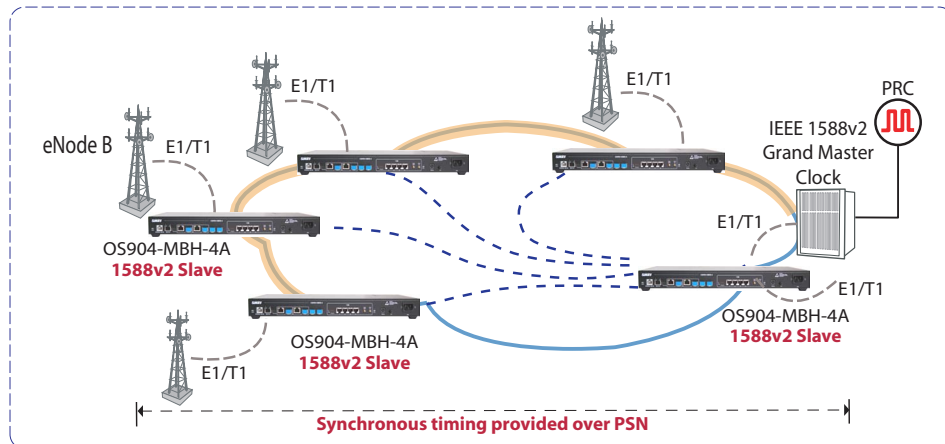 E1/T1
E1/T1
E1/T1
PRC
IEEE 1588v2
Grand Master
Clock
eNode B
E1/T1
OS904-MBH-4A
1588v2 Slave
E1/T1
E1/T1
OS904-MBH-4A
1588v2 Slave
OS904-MBH-4A
1588v2 Slave
E1/T1
Synchronous timing provided over PSN